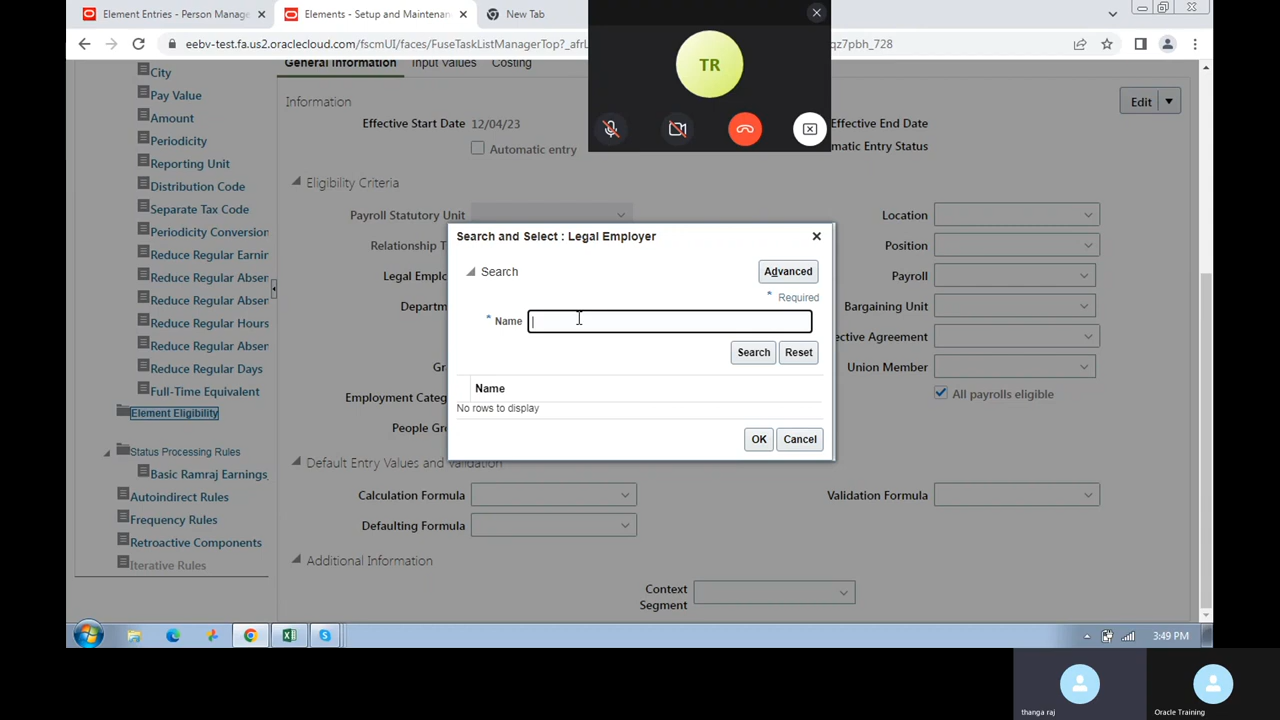 Element Entries - Person Manage
Elements - Setup and Maintenan
New Tab
eebv-test.fa.us2.oraclecloud.com/fscmUI/faces/FuseTaskListManagerTop?_afrL
qz7pbh_728
TR
City
Pay Value
Amount
Periodicity
Reporting Unit
Distribution Code
Separate Tax Code
Periodicity Conversion
Reduce Regular Earnin
Reduce Regular Absen
Reduce Regular Absen
Reduce Regular Hours
Reduce Regular Absen
Reduce Regular Days
Full-Time Equivalent
Element Eligibility
Status Processing Rules
Basic Ramraj Earnings
Autoindirect Rules
Frequency Rules
Retroactive Components
Iterative Rules
General Information
Input Values
Costing
Information
Edit
Effective Start Date 12/04/23
Effective End Date
Automatic entry
matic Entry Status
Eligibility Criteria
Payroll Statutory Unit
Location
Relationship T
Position
Legal Emplo
Payroll
Departm
Bargaining Unit
ective Agreement
Gr
Union Member
Employment Categ
All payrolls eligible
People Gro
Search and Select : Legal Employer
Search
Advanced
* Required
* Name
Search
Reset
Name
No rows to display
OK
Cancel
Default Entry Values and Validation
Calculation Formula
Validation Formula
Defaulting Formula
Additional Information
Context
Segment
3:49 PM
thanga raj
Oracle Training